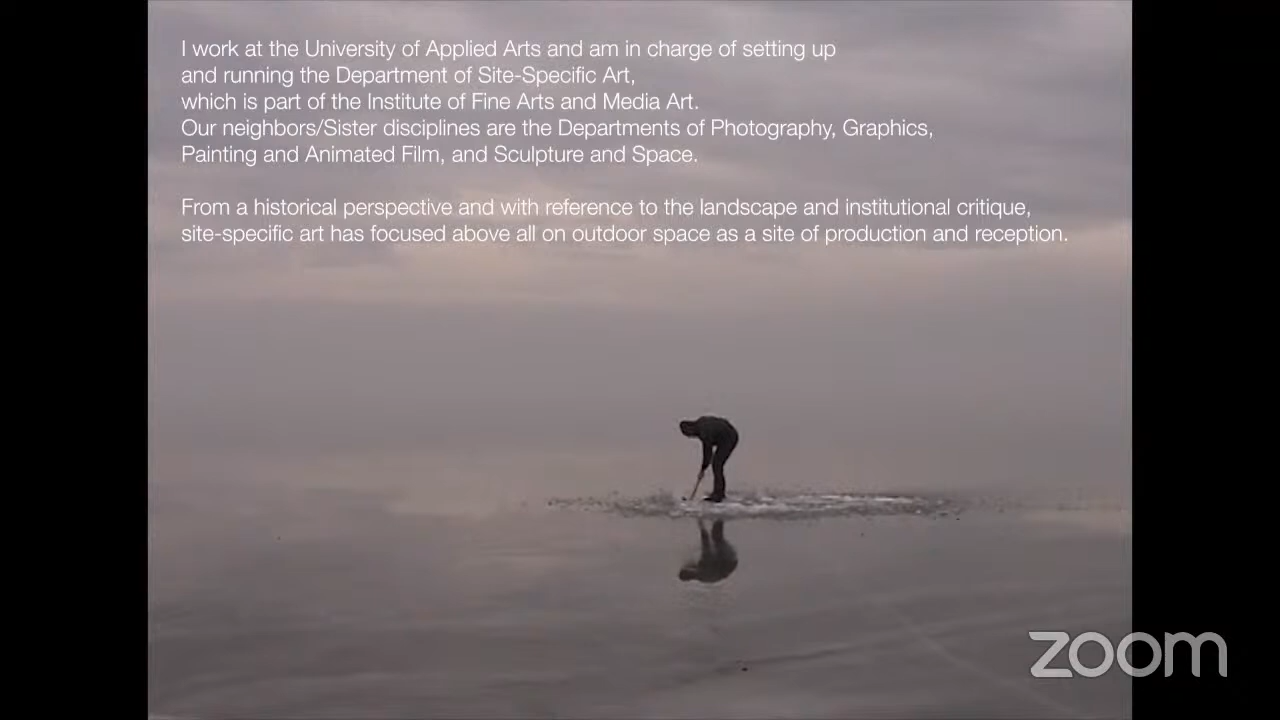 I work at the University of Applied Arts and am in charge of setting up
and running the Department of Site-Specific Art,
which is part of the Institute of Fine Arts and Media Art.
Our neighbors/Sister disciplines are the Departments of Photography, Graphics,
Painting and Animated Film, and Sculpture and Space.
From a historical perspective and with reference to the landscape and institutional critique,
site-specific art has focused above all on outdoor space as a site of production and reception.
zoom